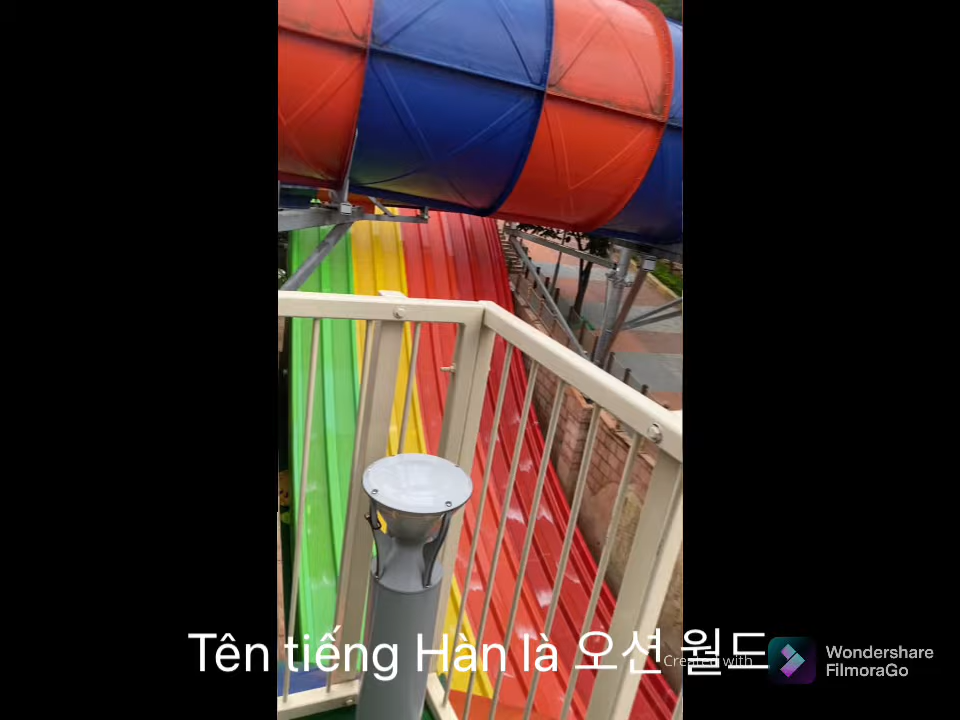 Tên tiếng Hàn là 오션 월드
Created with
Wondershare
FilmoraGo